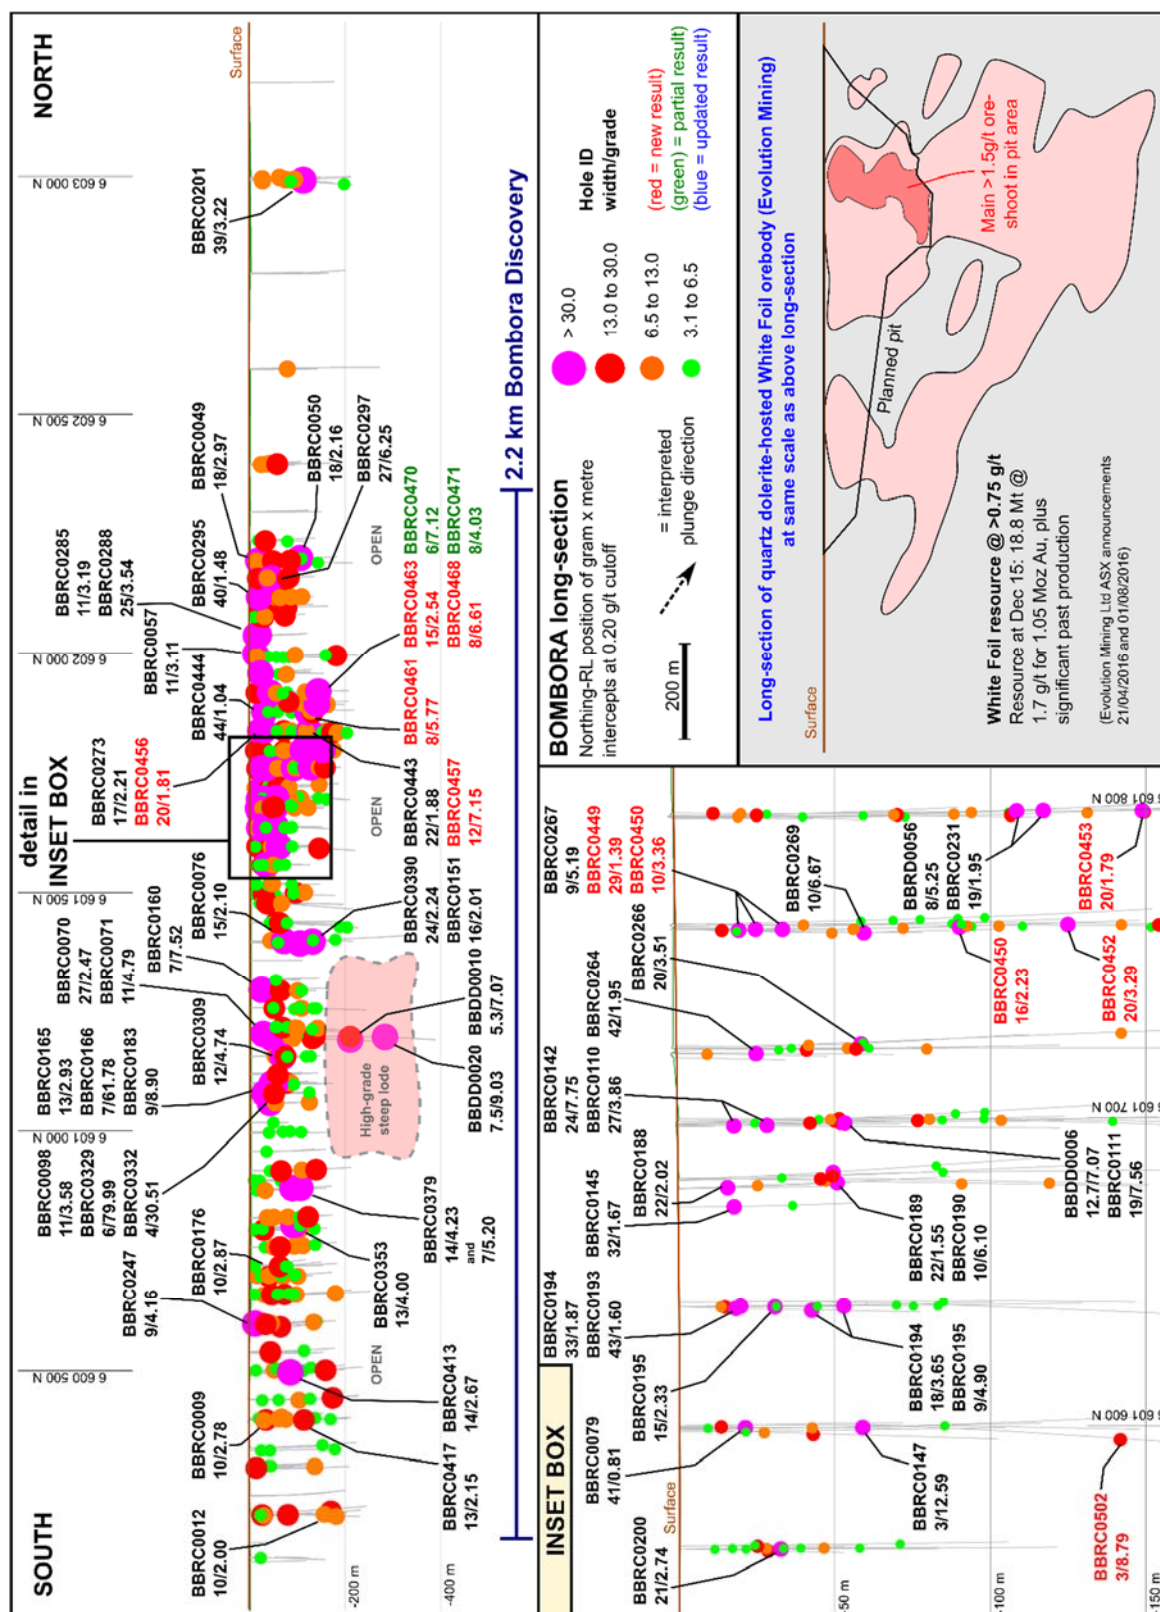 SOUTH
NORTH
detail in
INSET BOX
Surface
BBRC0012
10/2.00
BBRC0009
10/2.78
BBRC0417
13/2.15
BBRC0413
14/2.67
BBRC0247
9/4.16
BBRC0176
10/2.87
BBRC0353
13/4.00
BBRC0379
14/4.23
and
7/5.20
BBRC0098
11/3.58
BBRC0329
6/79.99
BBRC0332
4/30.51
BBRC0165
13/2.93
BBRC0166
7/61.78
BBRC0183
9/8.90
BBRC0309
12/4.74
BBRC0070
27/2.47
BBRC0071
11/4.79
BBRC0160
7/7.52
High-grade
steep lode
BBDD0020
7.5/9.03
BBDD0010
5.3/7.07
BBRC0076
15/2.10
BBRC0390
24/2.24
BBRC0151
16/2.01
BBRC0273
17/2.21
BBRC0456
20/1.81
BBRC0443
22/1.88
BBRC0457
12/7.15
BBRC0444
44/1.04
BBRC0057
11/3.11
BBRC0461
8/5.77
BBRC0463
15/2.54
BBRC0468
8/6.61
BBRC0470
6/7.12
BBRC0471
8/4.03
BBRC0285
11/3.19
BBRC0288
25/3.54
BBRC0295
40/1.48
BBRC0049
18/2.97
BBRC0050
18/2.16
BBRC0297
27/6.25
BBRC0201
39/3.22
OPEN
OPEN
OPEN
6 600 500 N
6 601 000 N
6 601 500 N
6 602 000 N
6 602 500 N
6 603 000 N
-200 m
-400 m
2.2 km Bombora Discovery
INSET BOX
Surface
BBRC0200
21/2.74
BBRC0079
41/0.81
BBRC0147
3/12.59
BBRC0502
3/8.79
BBRC0195
15/2.33
BBRC0194
33/1.87
BBRC0193
43/1.60
BBRC0194
18/3.65
BBRC0195
9/4.90
BBRC0145
32/1.67
BBRC0188
22/2.02
BBRC0189
22/1.55
BBRC0190
10/6.10
BBRC0142
24/7.75
BBRC0110
27/3.86
BBDD0006
12.7/7.07
BBRC0111
19/7.56
BBRC0264
42/1.95
BBRC0266
20/3.51
BBRC0267
9/5.19
BBRC0449
29/1.39
BBRC0450
10/3.36
BBRC0269
10/6.67
BBRC0450
16/2.23
BBRC0452
20/3.29
BBRD0056
8/5.25
BBRC0231
19/1.95
BBRC0453
20/1.79
6 601 600 N
6 601 700 N
6 601 800 N
-50 m
-100 m
-150 m
BOMBORA long-section
Northing-RL position of gram x metre
intercepts at 0.20 g/t cutoff
200 m
= interpreted
plunge direction
> 30.0
13.0 to 30.0
6.5 to 13.0
3.1 to 6.5
Hole ID
width/grade
(red = new result)
(green) = partial result)
(blue = updated result)
Long-section of quartz dolerite-hosted White Foil orebody (Evolution Mining)
at same scale as above long-section
Surface
Planned pit
Main >1.5g/t ore-
shoot in pit area
White Foil resource @ >0.75 g/t
Resource at Dec 15: 18.8 Mt @
1.7 g/t for 1.05 Moz Au, plus
significant past production
(Evolution Mining Ltd ASX announcements
21/04/2016 and 01/08/2016)